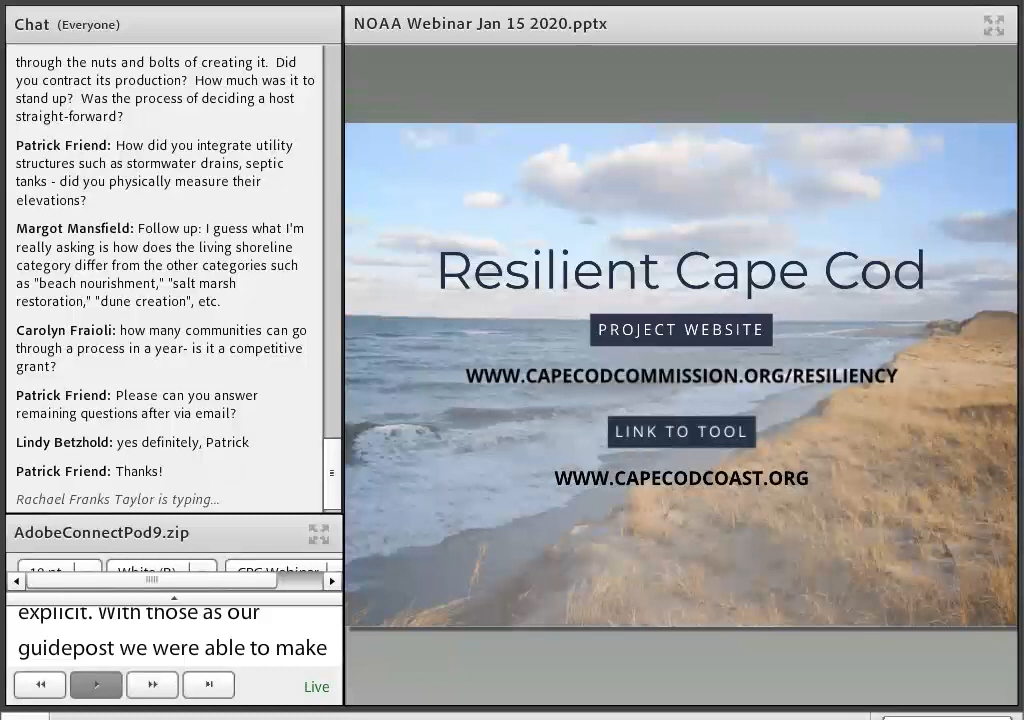 Chat (Everyone)
through the nuts and bolts of creating it. Did
you contract its production? How much was it to
stand up? Was the process of deciding a host
straight-forward?
Patrick Friend: How did you integrate utility
structures such as stormwater drains, septic
tanks - did you physically measure their
elevations?
Margot Mansfield: Follow up: I guess what I'm
really asking is how does the living shoreline
category differ from the other categories such
as "beach nourishment," "salt marsh
restoration," "dune creation", etc.
Carolyn Fraioli: how many communities can go
through a process in a year- is it a competitive
grant?
Patrick Friend: Please can you answer
remaining questions after via email?
Lindy Betzhold: yes definitely, Patrick
Patrick Friend: Thanks!
Rachael Franks Taylor is typing...
AdobeConnectPod9.zip
explicit. With those as our
guidepost we were able to make
Live
NOAA Webinar Jan 15 2020.pptx
Resilient Cape Cod
PROJECT WEBSITE
WWW.CAPECODCOMMISSION.ORG/RESILIENCY
LINK TO TOOL
WWW.CAPECODCOAST.ORG